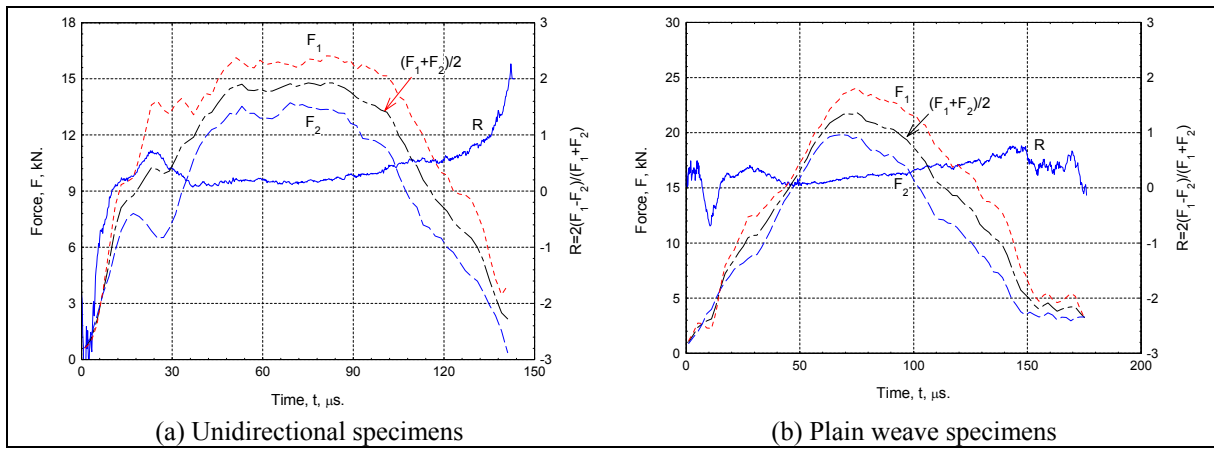 18
15
12
9
6
3
0
Force, F, kN.
3
2
1
0
-1
-2
-3
R=2(F₁-F₂)/(F₁+F₂)
F₁
(F₁+F₂)/2
F₂
R
0 30 60 90 120 150
Time, t, μs.
(a) Unidirectional specimens
30
25
20
15
10
5
0
Force, F, kN.
3
2
1
0
-1
-2
-3
R=2(F₁-F₂)/(F₁+F₂)
F₁
(F₁+F₂)/2
R
F₂
0 50 100 150 200
Time, t, μs.
(b) Plain weave specimens